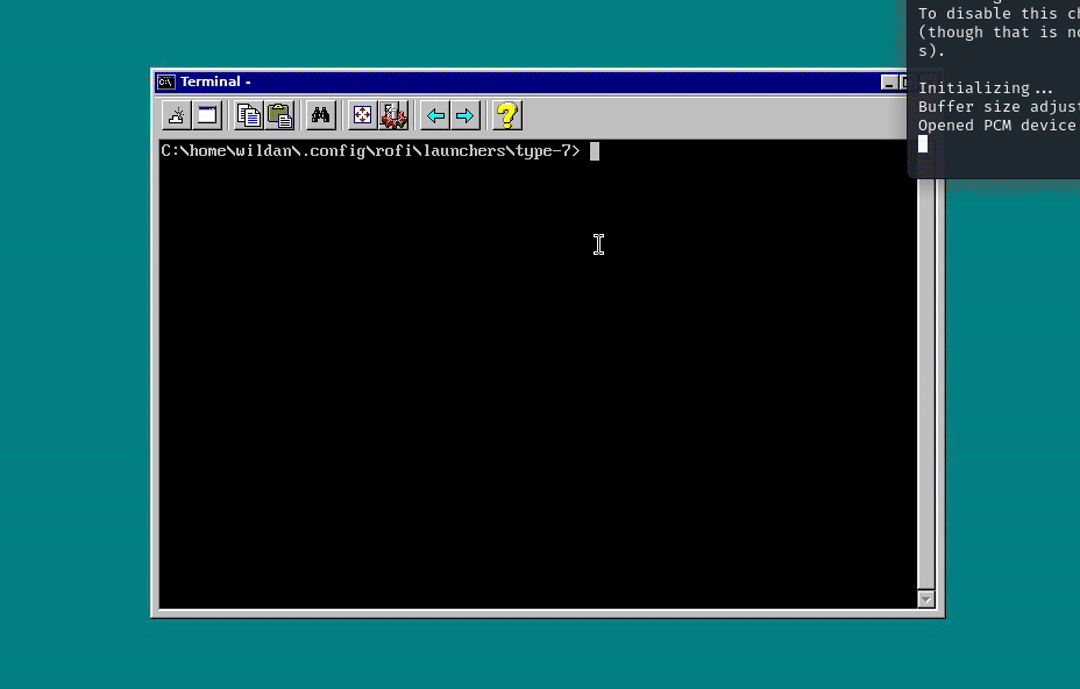 To disable this
(though that is
s).
Initializing...
Buffer size
Opened PCM device
Terminal -
C:\home\wildan\.config\rofi\launchers\type-7>